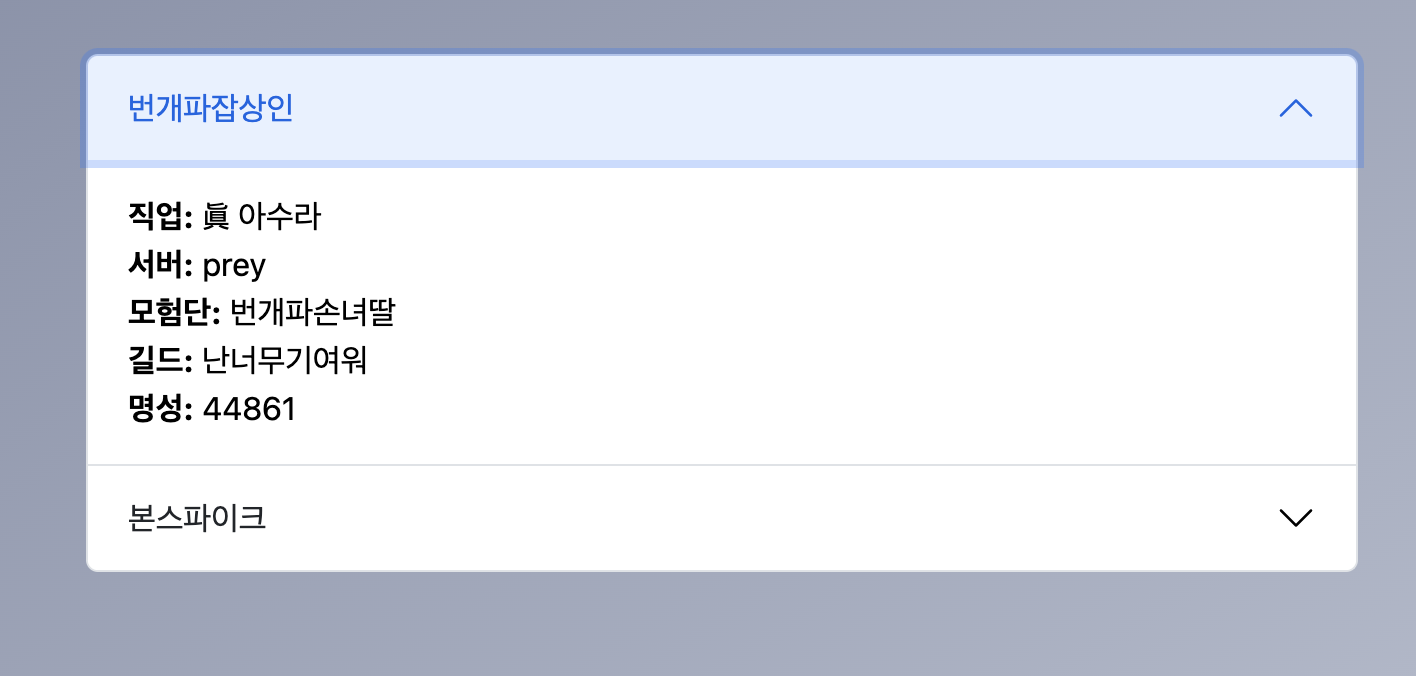 번개파잡상인
직업: 眞 아수라
서버: prey
모험단: 번개파손녀딸
길드: 난너무기여워
명성: 44861
본스파이크